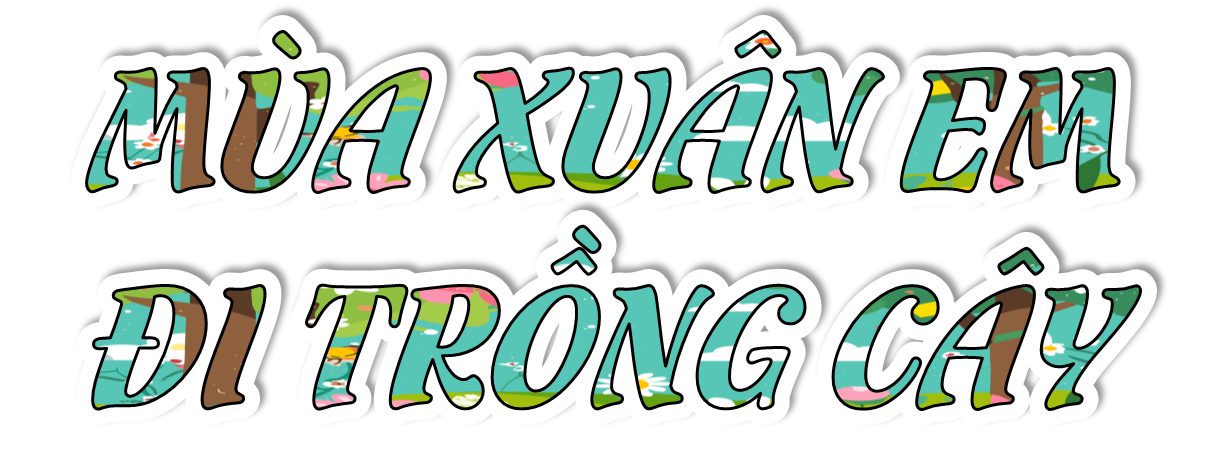 MÙA XUÂN EM
ĐI TRỒNG CÂY